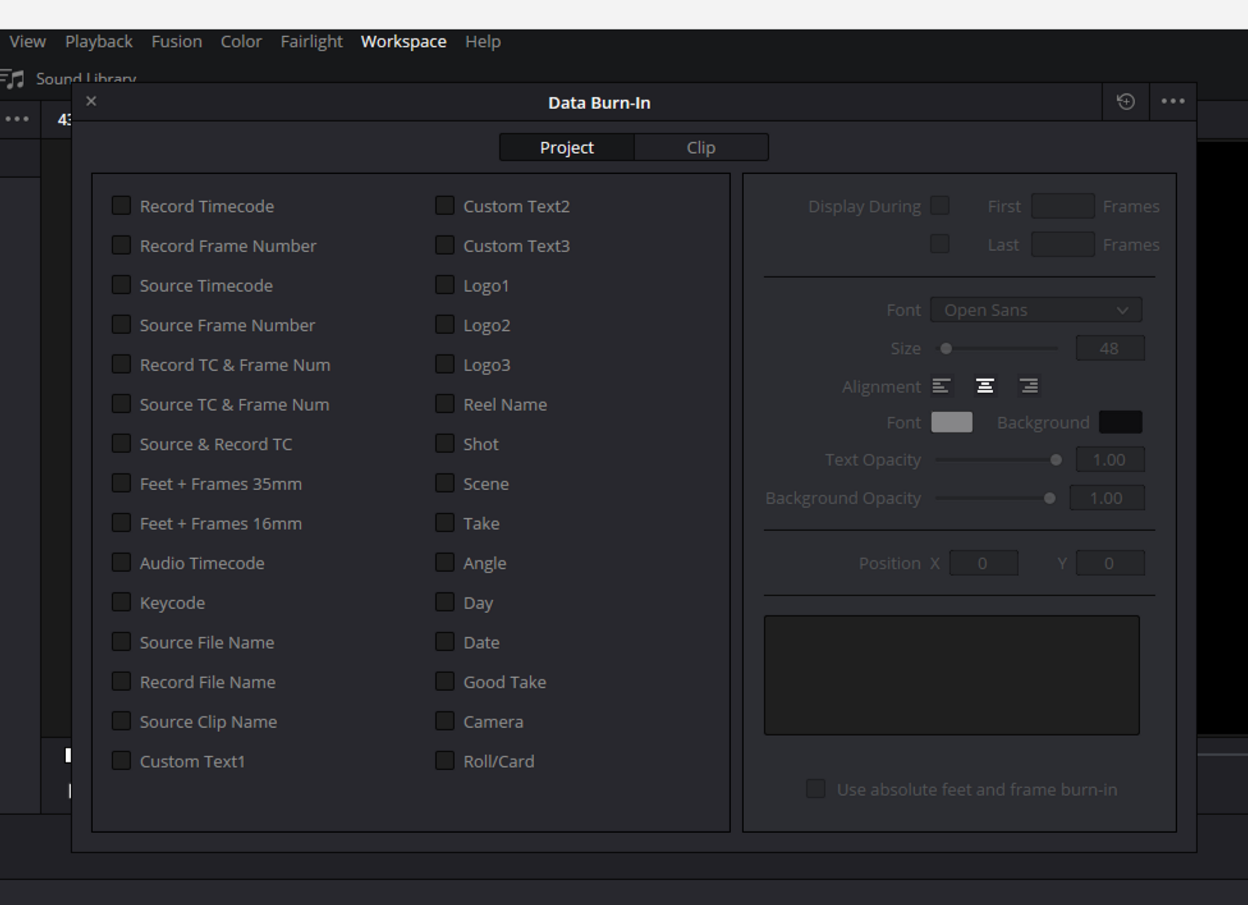 View Playback Fusion Color Fairlight Workspace Help
Sound Library
43
Data Burn-In
Project Clip
Record Timecode
Record Frame Number
Source Timecode
Source Frame Number
Record TC & Frame Num
Source TC & Frame Num
Source & Record TC
Feet + Frames 35mm
Feet + Frames 16mm
Audio Timecode
Keycode
Source File Name
Record File Name
Source Clip Name
Custom Text1
Custom Text2
Custom Text3
Logo1
Logo2
Logo3
Reel Name
Shot
Scene
Take
Angle
Day
Date
Good Take
Camera
Roll/Card
Display During First Frames
Last Frames
Font Open Sans
Size 48
Alignment
Font Background
Text Opacity 1.00
Background Opacity 1.00
Position X 0 Y 0
Use absolute feet and frame burn-in